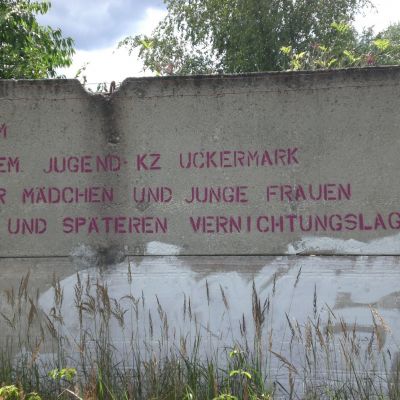 M
EM. JUGEND-KZ UCKERMARK
R MÄDCHEN UND JUNGE FRAUEN
UND SPÄTEREN VERNICHTUNGSLAG